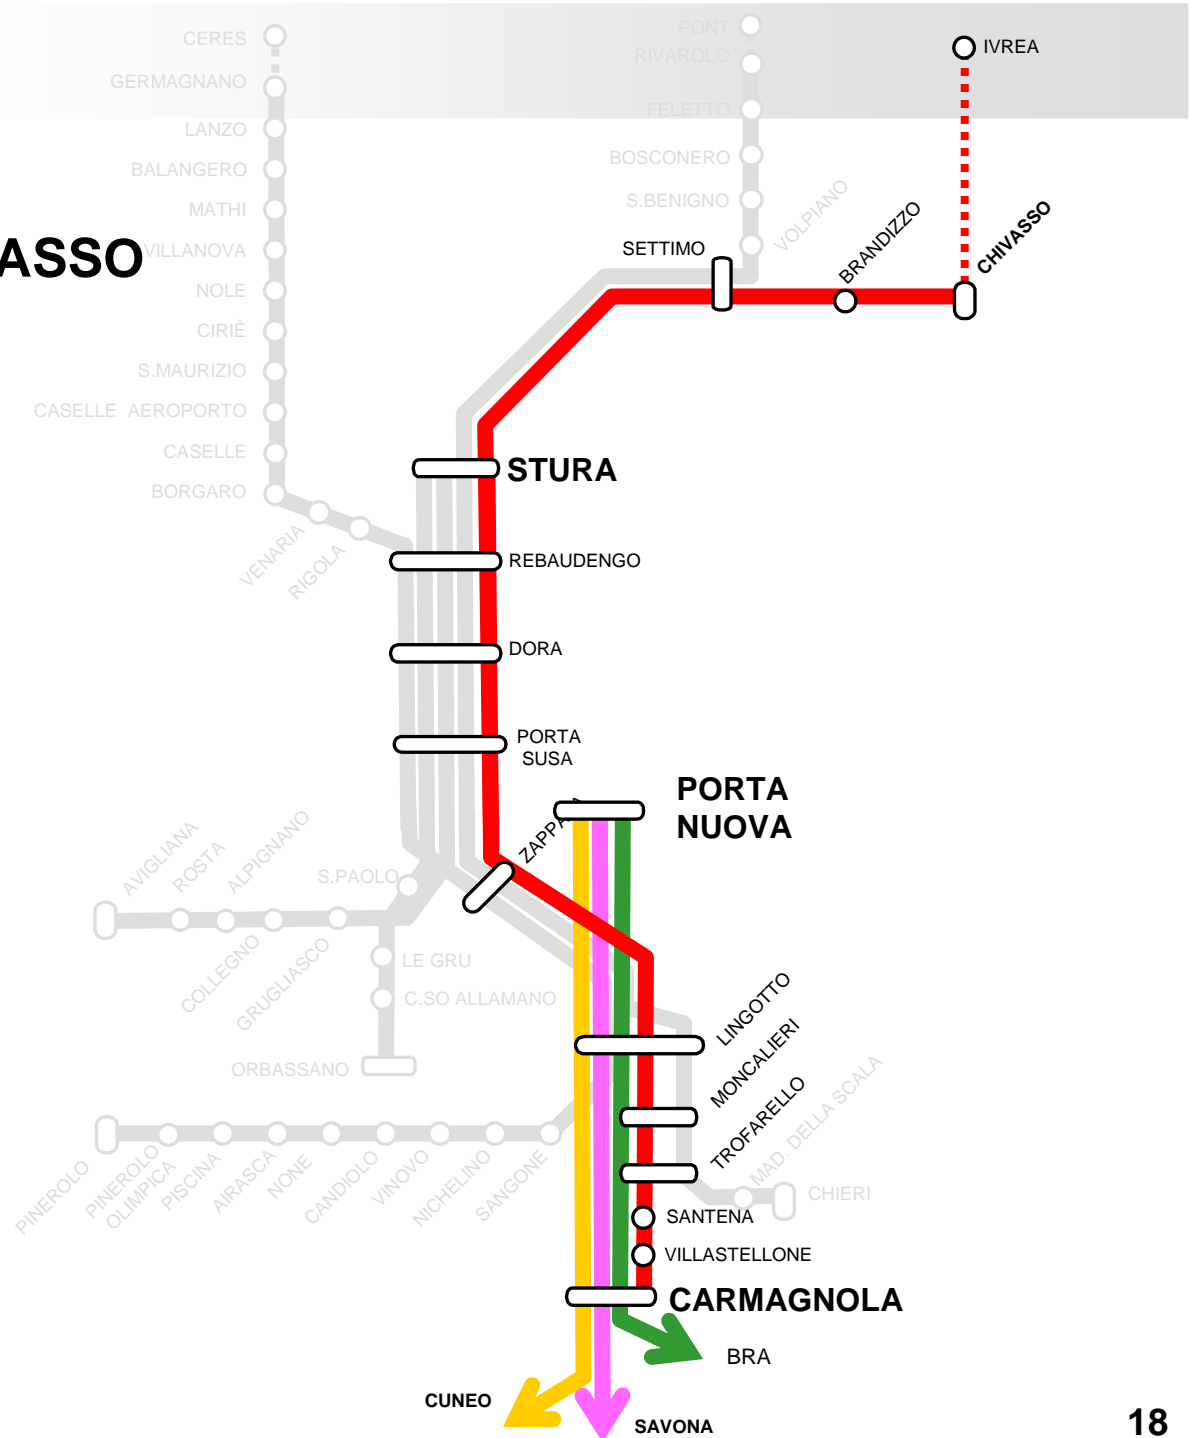 CERES
GERMAGNANO
LANZO
BALANGERO
MATHI
VILLANOVA
ASSO
NOLE
CIRIÈ
S.MAURIZIO
CASELLE AEROPORTO
CASELLE
BORGARO
VENARIA
RIGOLA
PONT
RIVAROLO
FELETTO
BOSCONERO
S.BENIGNO
VOLPIANO
SETTIMO
BRANDIZZO
CHIVASSO
IVREA
STURA
REBAUDENGO
DORA
PORTA
SUSA
PORTA
NUOVA
ZAPPA
AVIGLIANA
ROSTA
ALPIGNANO
S.PAOLO
COLLEGNO
GRUGLIASCO
LE GRU
C.SO ALLAMANO
ORBASSANO
LINGOTTO
MONCALIERI
TROFARELLO
MAD. DELLA SCALA
CHIERI
PINEROLO
PINEROLO
OLIMPICA
PISCINA
AIRASCA
NONE
CANDIOLO
VINOVO
NICHELINO
SANGONE
SANTENA
VILLASTELLONE
CARMAGNOLA
BRA
CUNEO
SAVONA
18